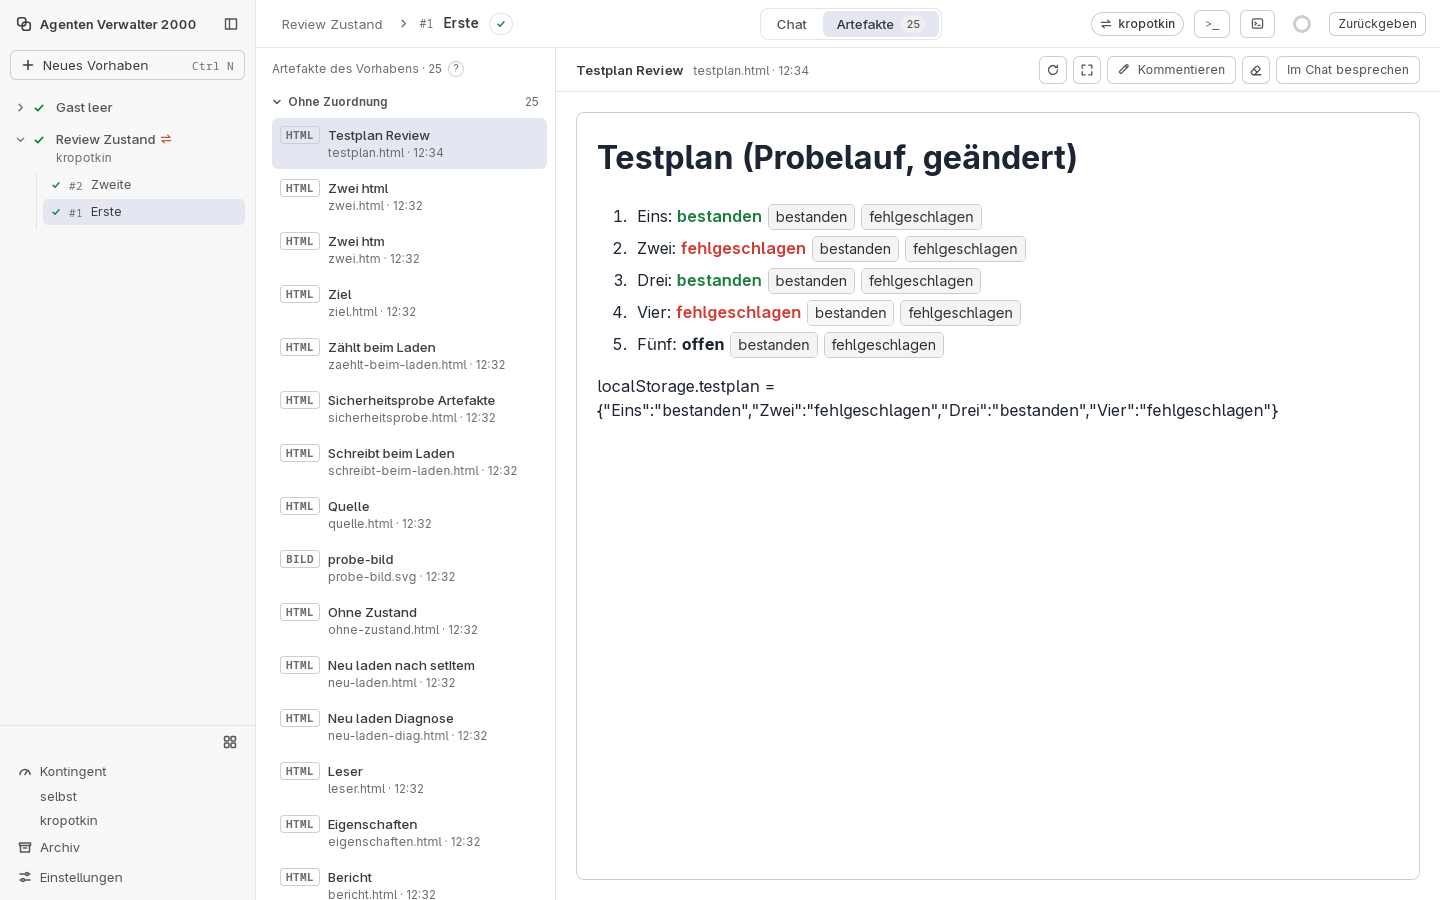 Agenten Verwalter 2000
Neues Vorhaben Ctrl N
Gast leer
Review Zustand
kropotkin
#2 Zweite
#1 Erste
Kontingent
selbst
kropotkin
Archiv
Einstellungen
Review Zustand #1 Erste
Chat Artefakte 25
kropotkin >_ Zurückgeben
Artefakte des Vorhabens · 25 ?
Ohne Zuordnung 25
HTML Testplan Review
testplan.html · 12:34
HTML Zwei html
zwei.html · 12:32
HTML Zwei htm
zwei.htm · 12:32
HTML Ziel
ziel.html · 12:32
HTML Zählt beim Laden
zaehlt-beim-laden.html · 12:32
HTML Sicherheitsprobe Artefakte
sicherheitsprobe.html · 12:32
HTML Schreibt beim Laden
schreibt-beim-laden.html · 12:32
HTML Quelle
quelle.html · 12:32
BILD probe-bild
probe-bild.svg · 12:32
HTML Ohne Zustand
ohne-zustand.html · 12:32
HTML Neu laden nach setItem
neu-laden.html · 12:32
HTML Neu laden Diagnose
neu-laden-diag.html · 12:32
HTML Leser
leser.html · 12:32
HTML Eigenschaften
eigenschaften.html · 12:32
HTML Bericht
bericht.html · 12:32
Testplan Review testplan.html · 12:34
Kommentieren Im Chat besprechen
Testplan (Probelauf, geändert)
1. Eins: bestanden bestanden fehlgeschlagen
2. Zwei: fehlgeschlagen bestanden fehlgeschlagen
3. Drei: bestanden bestanden fehlgeschlagen
4. Vier: fehlgeschlagen bestanden fehlgeschlagen
5. Fünf: offen bestanden fehlgeschlagen
localStorage.testplan =
{"Eins":"bestanden","Zwei":"fehlgeschlagen","Drei":"bestanden","Vier":"fehlgeschlagen"}